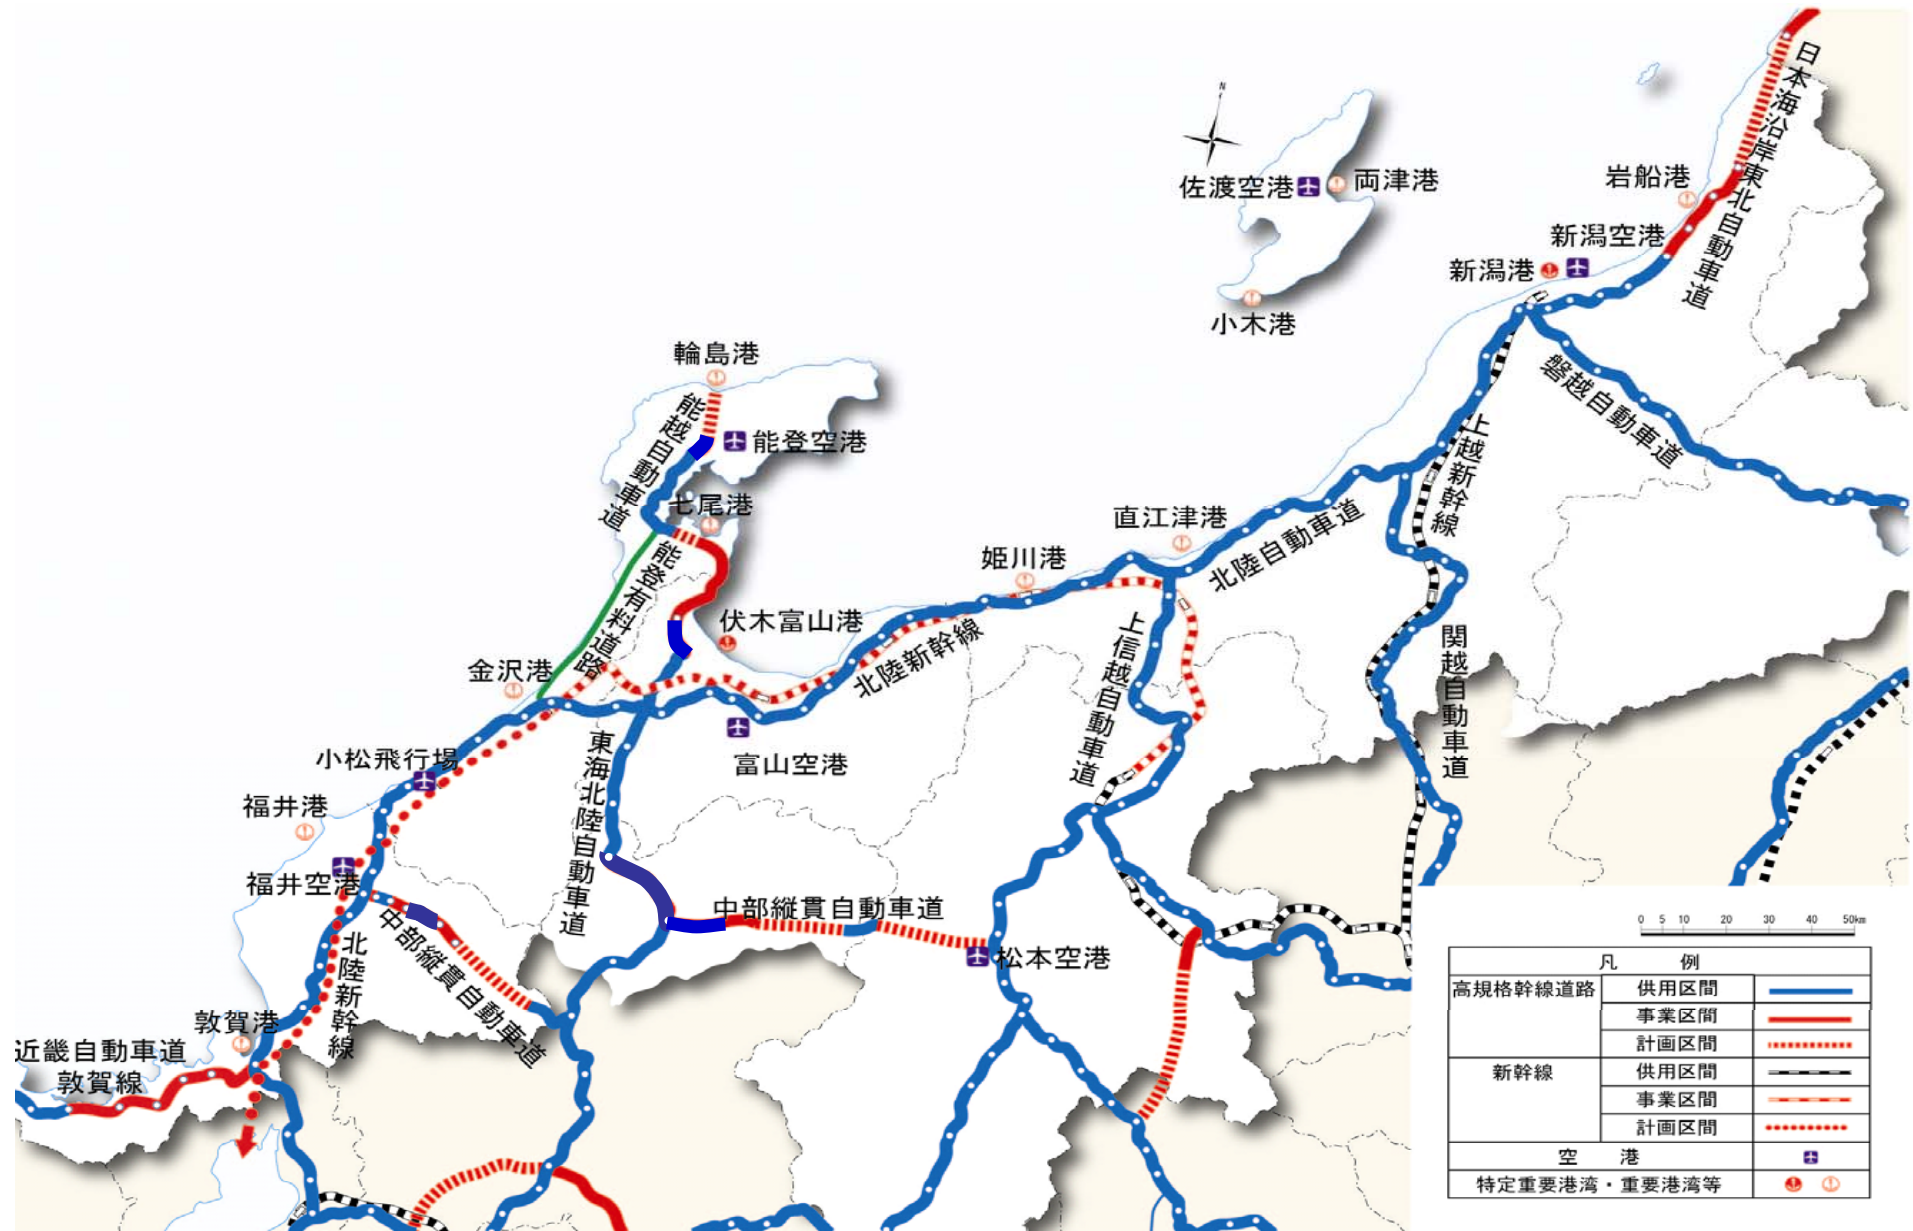 日本海沿岸東北自動車道
N
佐渡空港
両津港
岩船港
新潟空港
新潟港
小木港
輪島港
磐越自動車道
能越自動車道
能登空港
上越新幹線
七尾港
直江津港
北陸自動車道
姫川港
能登有料道路
伏木富山港
上信越自動車道
北陸新幹線
関越自動車道
金沢港
小松飛行場
東海北陸自動車道
富山空港
福井港
福井空港
中部縦貫自動車道
中部縦貫自動車道
北陸新幹線
松本空港
敦賀港
近畿自動車道
敦賀線
0 5 10 20 30 40 50km
凡 例
高規格幹線道路 供用区間
事業区間
計画区間
新幹線 供用区間
事業区間
計画区間
空 港
特定重要港湾・重要港湾等